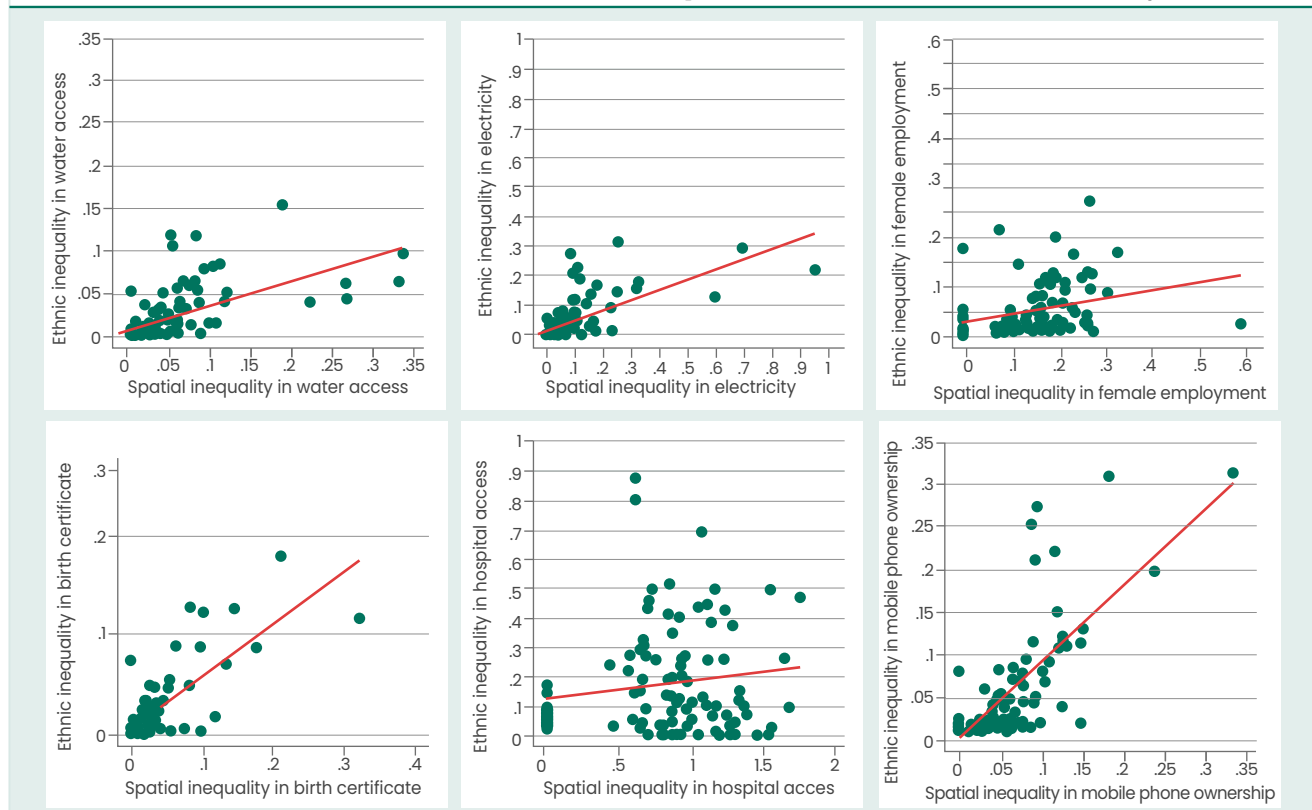 Ethnic inequality in water access
.35
.3
.25
.2
.15
.1
.05
0
0 .05 .1 .15 .2 .25 .3 .35
Spatial inequality in water access
Ethnic inequality in electricity
1
.9
.8
.7
.6
.5
.4
.3
.2
.1
0
0 .1 .2 .3 .4 .5 .6 .7 .8 .9 1
Spatial inequality in electricity
Ethnic inequality in female employment
.6
.5
.4
.3
.2
.1
0
0 .1 .2 .3 .4 .5 .6
Spatial inequality in female employment
Ethnic inequality in birth certificate
.3
.2
.1
0
0 .1 .2 .3 .4
Spatial inequality in birth certificate
Ethnic inequality in hospital access
1
.9
.8
.7
.6
.5
.4
.3
.2
.1
0
0 .5 .1 1.5 2
Spatial inequality in hospital acces
Ethnic inequality in mobile phone ownership
.35
.3
.25
.2
.15
.1
.05
0
0 .05 .1 .15 .2 .25 .3 .35
Spatial inequality in mobile phone ownership